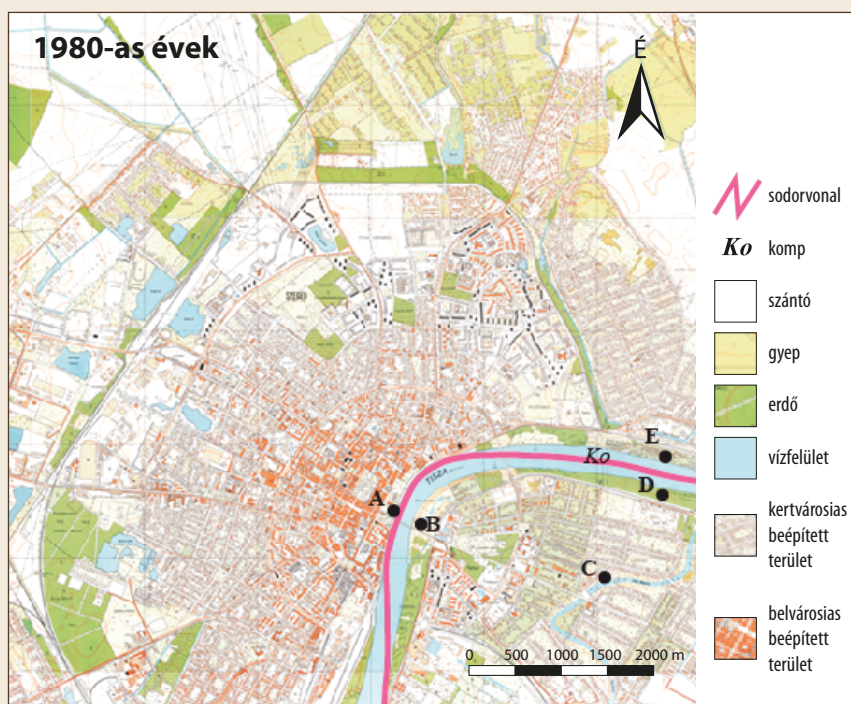 1980-as évek
É
sodorvonal
Ko komp
szántó
gyep
erdő
vízfelület
kertvárosias
beépített
terület
belvárosias
beépített
terület
TISZA
Ko
E
D
A
B
C
0 500 1000 1500 2000 m